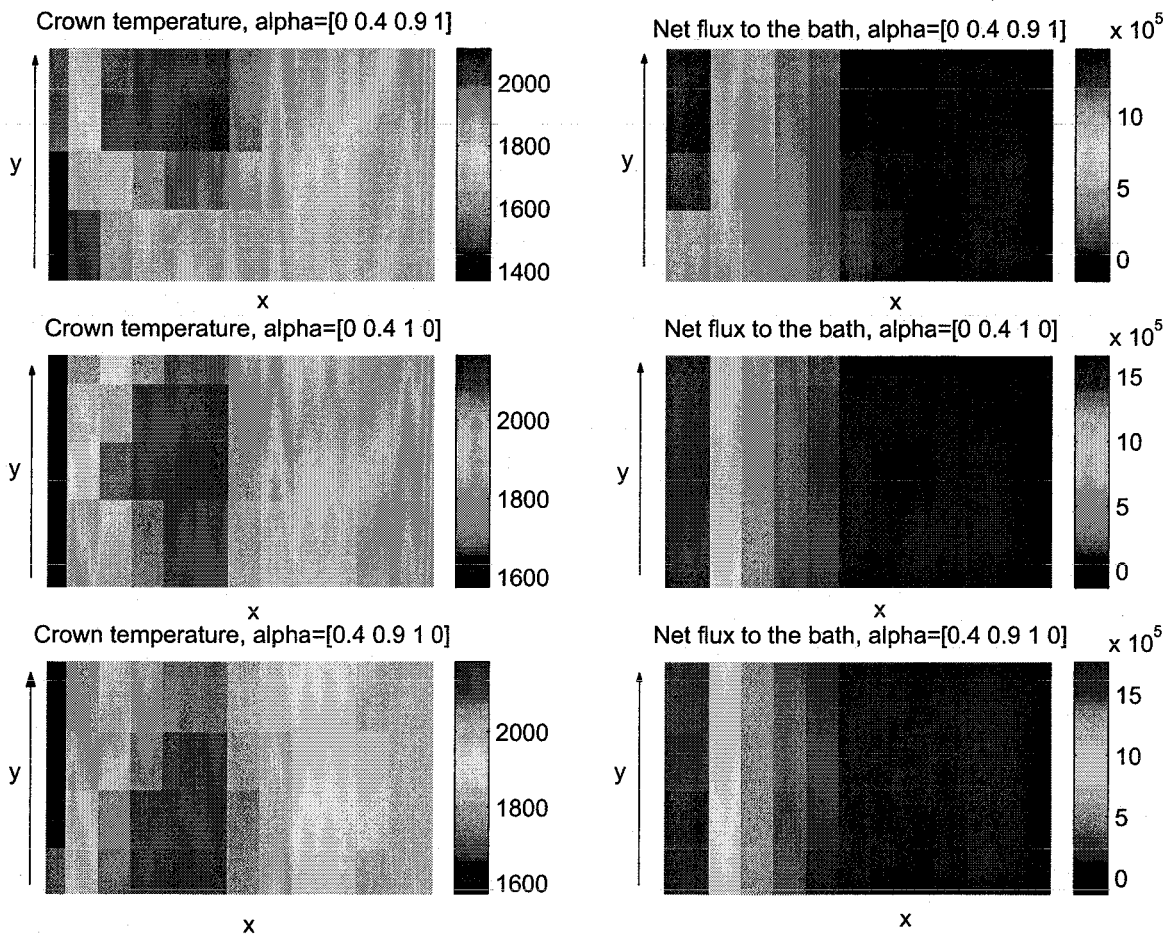 Crown temperature, alpha=[0 0.4 0.9 1]
2000
1800
1600
1400
y
x
Net flux to the bath, alpha=[0 0.4 0.9 1]
x 10^5
10
5
0
y
x
Crown temperature, alpha=[0 0.4 1 0]
2000
1800
1600
y
x
Net flux to the bath, alpha=[0 0.4 1 0]
x 10^5
15
10
5
0
y
x
Crown temperature, alpha=[0.4 0.9 1 0]
2000
1800
1600
y
x
Net flux to the bath, alpha=[0.4 0.9 1 0]
x 10^5
15
10
5
0
y
x